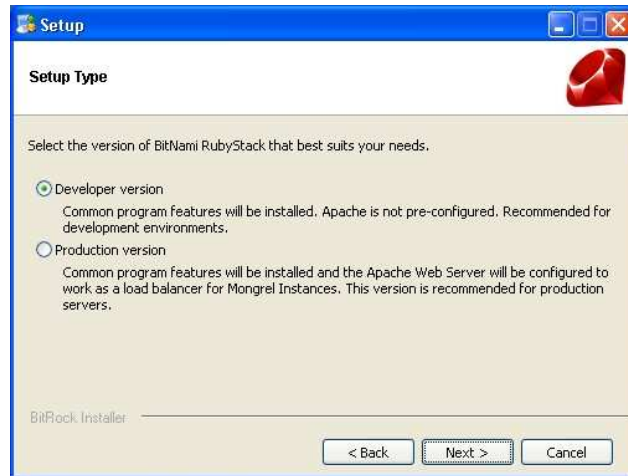 Setup
Setup Type
Select the version of BitNami RubyStack that best suits your needs.
Developer version
Common program features will be installed. Apache is not pre-configured. Recommended for
development environments.
Production version
Common program features will be installed and the Apache Web Server will be configured to
work as a load balancer for Mongrel Instances. This version is recommended for production
servers.
BitRock Installer
< Back Next > Cancel